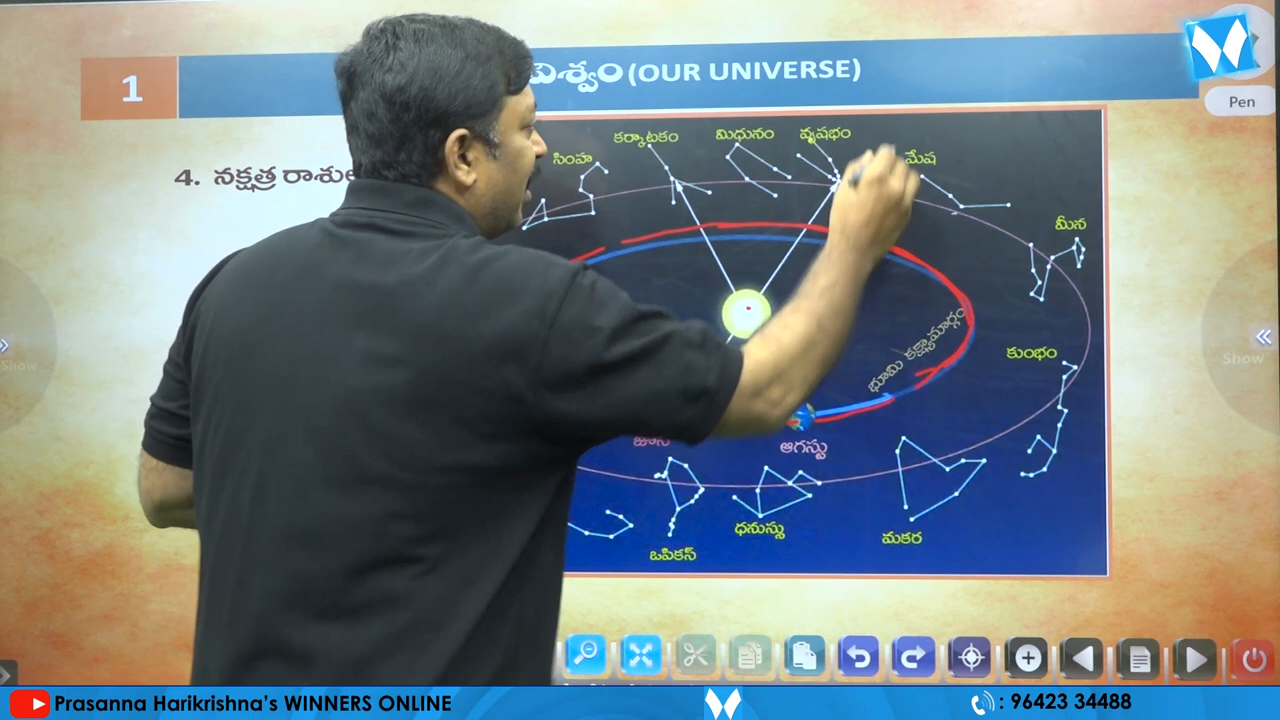 1
విశ్వం (OUR UNIVERSE)
Pen
4. నక్షత్ర
కర్కాటకం
మిధునం
వృషభం
సింహ
మేష
మీన
కుంభం
భూమి కక్ష్యామార్గం
జూన్
ఆగస్టు
ధనుస్సు
మకర
ఒపికస్
Show
Show
Prasanna Harikrishna's WINNERS ONLINE
: 96423 34488